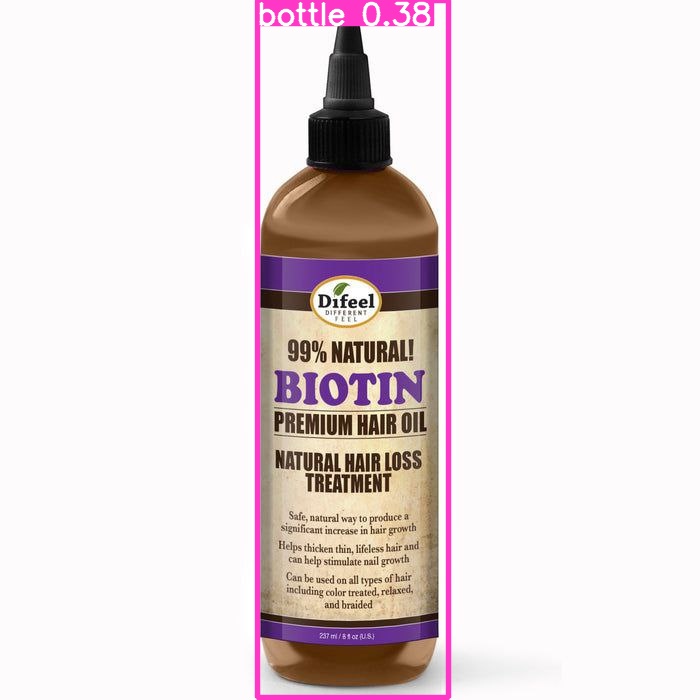 bottle 0.38
Difeel
DIFFERENT
FEEL
99% NATURAL!
BIOTIN
PREMIUM HAIR OIL
NATURAL HAIR LOSS
TREATMENT
Safe, natural way to produce a
significant increase in hair growth
Helps thicken thin, lifeless hair and
can help stimulate nail growth
Can be used on all types of hair
including color treated, relaxed,
and braided
237 ml / 8 fl oz (U.S.)